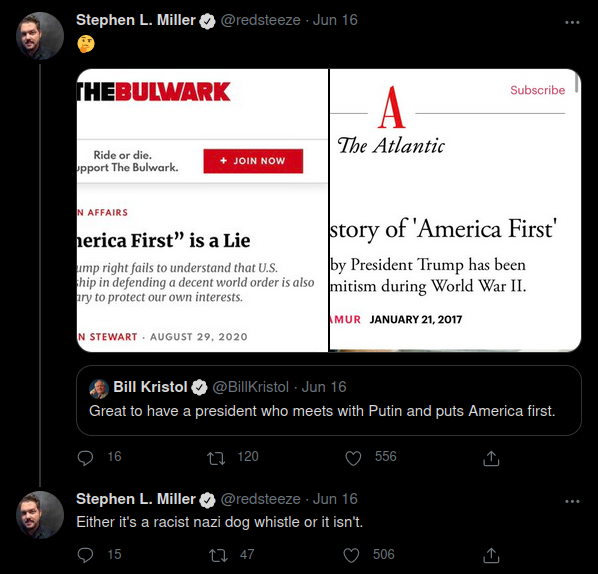 Stephen L. Miller @redsteeze · Jun 16
🤔
THE BULWARK
Ride or die.
upport The Bulwark.
+ JOIN NOW
N AFFAIRS
nerica First” is a Lie
ump right fails to understand that U.S.
ship in defending a decent world order is also
ary to protect our own interests.
N STEWART · AUGUST 29, 2020
Subscribe
A
The Atlantic
story of 'America First'
by President Trump has been
mitism during World War II.
AMUR JANUARY 21, 2017
Bill Kristol @BillKristol · Jun 16
Great to have a president who meets with Putin and puts America first.
16 120 556
Stephen L. Miller @redsteeze · Jun 16
Either it's a racist nazi dog whistle or it isn't.
15 47 506